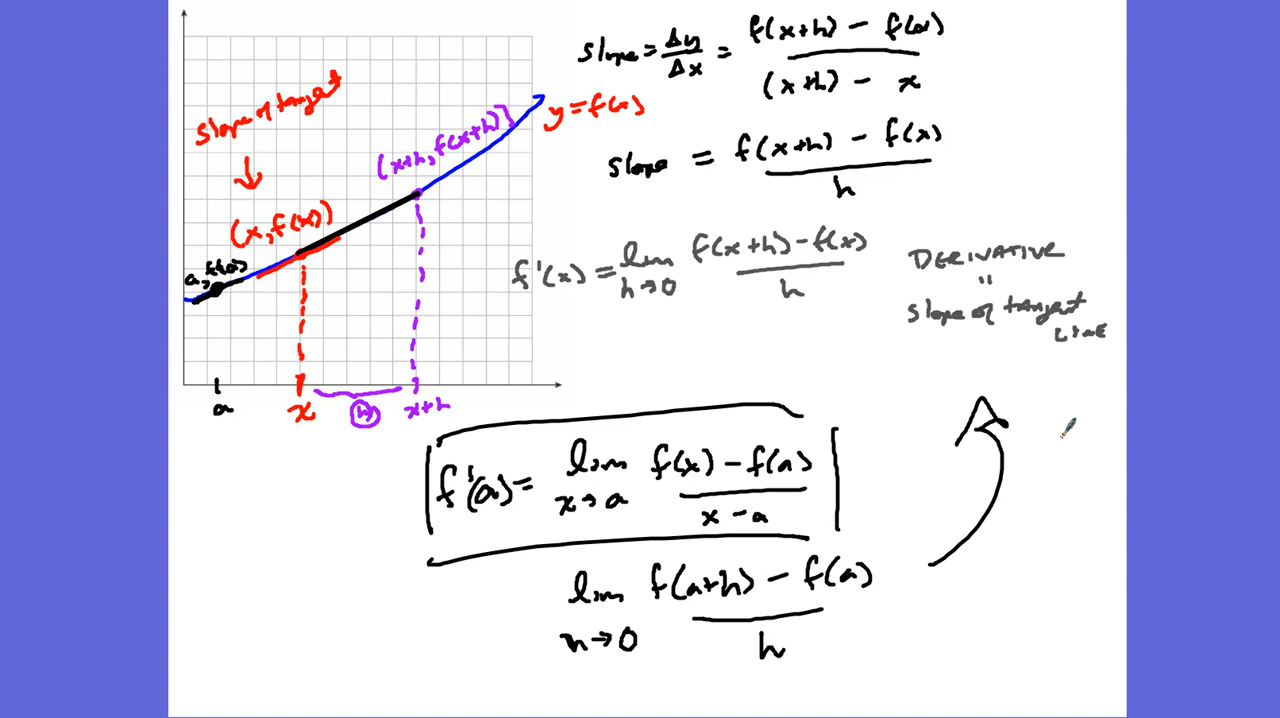 slope = Δy/Δx = (f(x+h) - f(x))/((x+h) - x)
slope of tangent
y = f(x)
(x+h, f(x+h))
slope = (f(x+h) - f(x))/h
(x, f(x))
a, f(a)
f'(x) = lim h→0 (f(x+h) - f(x))/h
DERIVATIVE
"
slope of tangent
LINE
a
x
h
x+h
f'(a) = lim x→a (f(x) - f(a))/(x - a)
lim h→0 (f(a+h) - f(a))/h